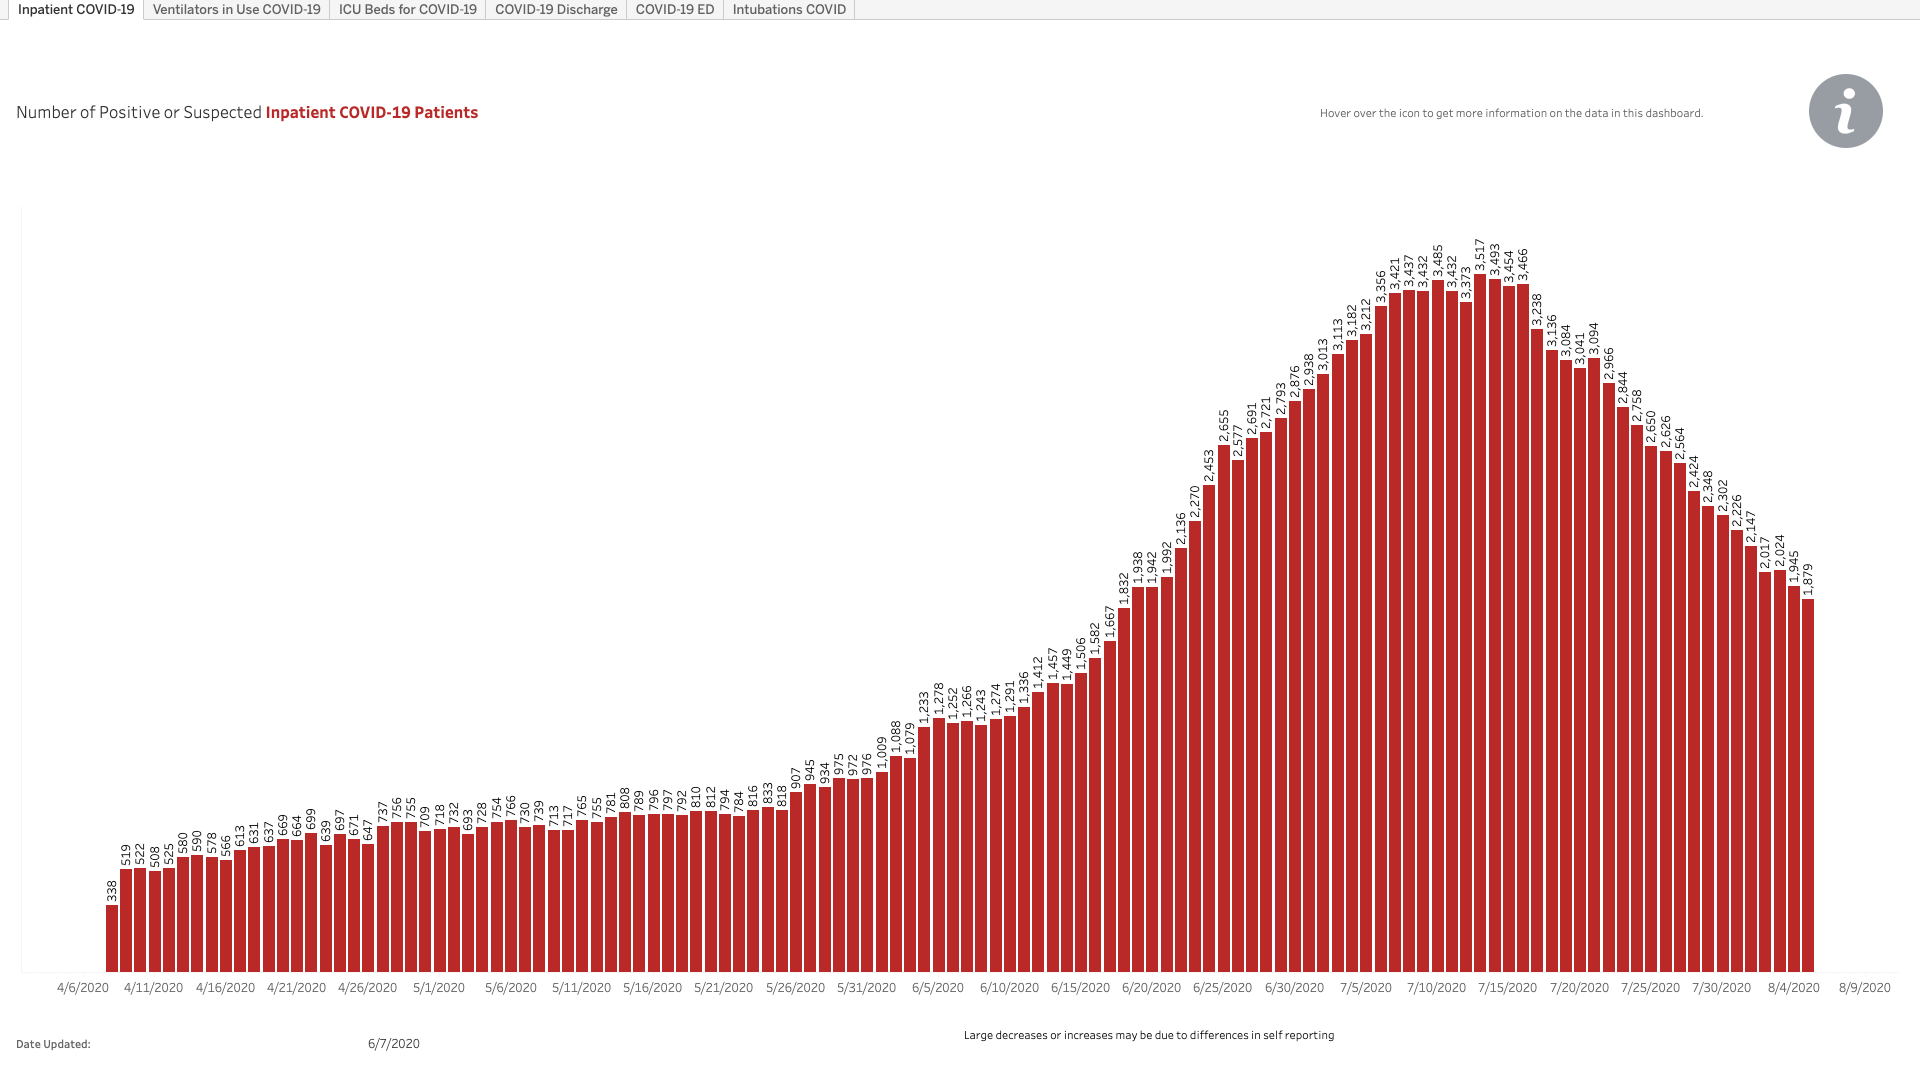 Inpatient COVID-19 Ventilators in Use COVID-19 ICU Beds for COVID-19 COVID-19 Discharge COVID-19 ED Intubations COVID
Number of Positive or Suspected Inpatient COVID-19 Patients
Hover over the icon to get more information on the data in this dashboard.
i
338 519 522 508 525 580 590 578 566 613 631 637 669 664 699 639 697 671 647 737 756 755 709 718 732 693 728 754 766 730 739 713 717 765 755 781 808 789 796 797 792 810 812 794 784 816 833 818 907 945 934 975 972 976 1,009 1,088 1,079 1,233 1,278 1,252 1,266 1,243 1,274 1,291 1,336 1,412 1,457 1,449 1,506 1,582 1,667 1,832 1,938 1,942 1,992 2,136 2,270 2,453 2,655 2,577 2,691 2,721 2,793 2,876 2,938 3,013 3,113 3,182 3,212 3,356 3,421 3,437 3,432 3,485 3,432 3,373 3,517 3,493 3,454 3,466 3,238 3,136 3,084 3,041 3,094 2,966 2,844 2,758 2,650 2,626 2,564 2,424 2,348 2,302 2,226 2,147 2,017 2,024 1,945 1,879
4/6/2020 4/11/2020 4/16/2020 4/21/2020 4/26/2020 5/1/2020 5/6/2020 5/11/2020 5/16/2020 5/21/2020 5/26/2020 5/31/2020 6/5/2020 6/10/2020 6/15/2020 6/20/2020 6/25/2020 6/30/2020 7/5/2020 7/10/2020 7/15/2020 7/20/2020 7/25/2020 7/30/2020 8/4/2020 8/9/2020
Large decreases or increases may be due to differences in self reporting
Date Updated: 6/7/2020